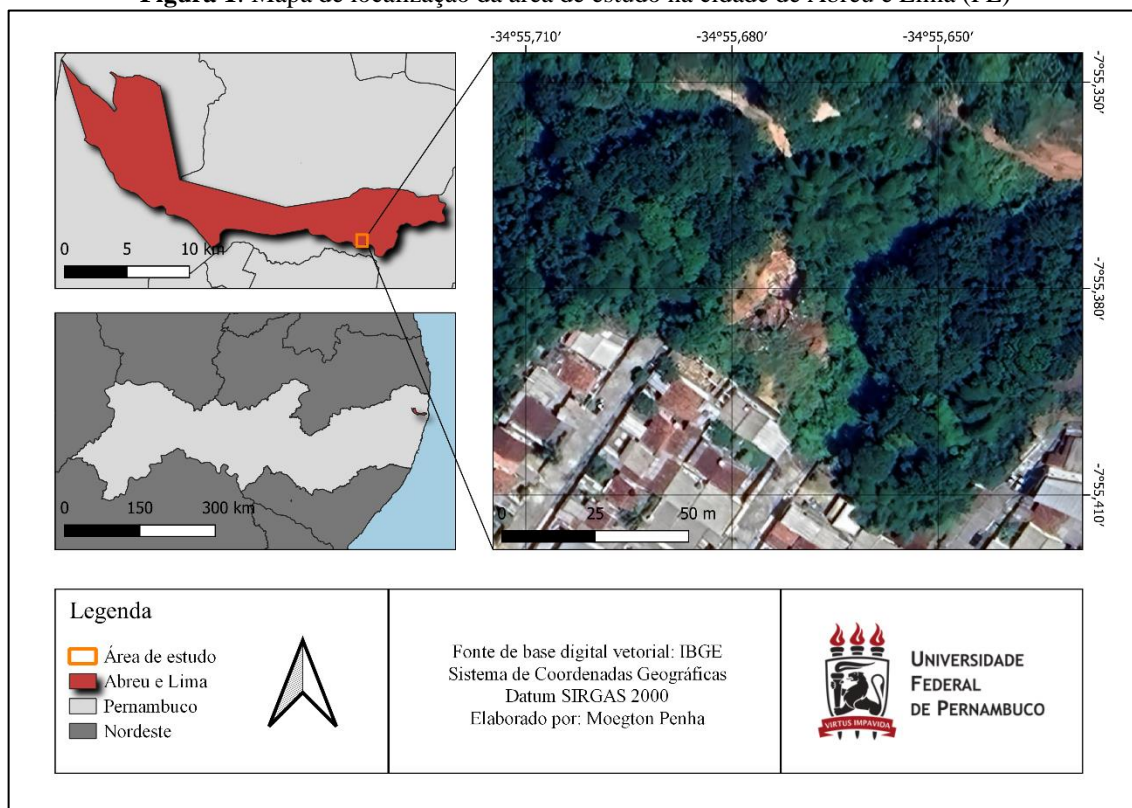 Figura 1. Mapa de localização da área de estudo na cidade de Abreu e Lima (PE)
-34°55,710′ -34°55,680′ -34°55,650′
-7°55,350′
-7°55,380′
-7°55,410′
0 5 10 km
0 150 300 km
0 25 50 m
Legenda
Área de estudo
Abreu e Lima
Pernambuco
Nordeste
Fonte de base digital vetorial: IBGE
Sistema de Coordenadas Geográficas
Datum SIRGAS 2000
Elaborado por: Moegton Penha
VIRTUS IMPAVIDA
UNIVERSIDADE
FEDERAL
DE PERNAMBUCO